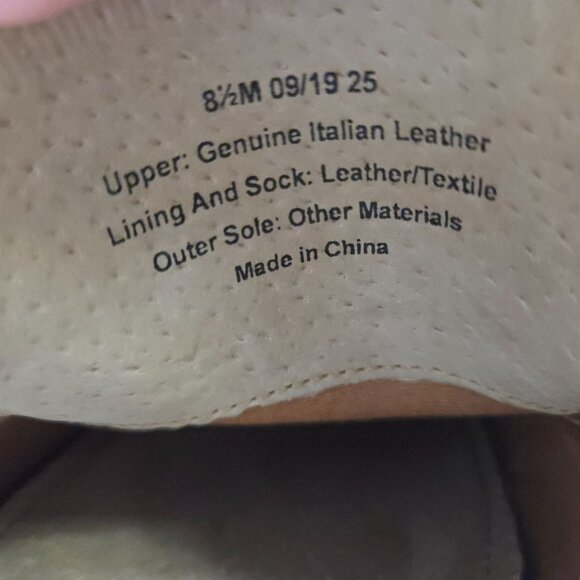 8½M 09/19 25
Upper: Genuine Italian Leather
Lining And Sock: Leather/Textile
Outer Sole: Other Materials
Made in China